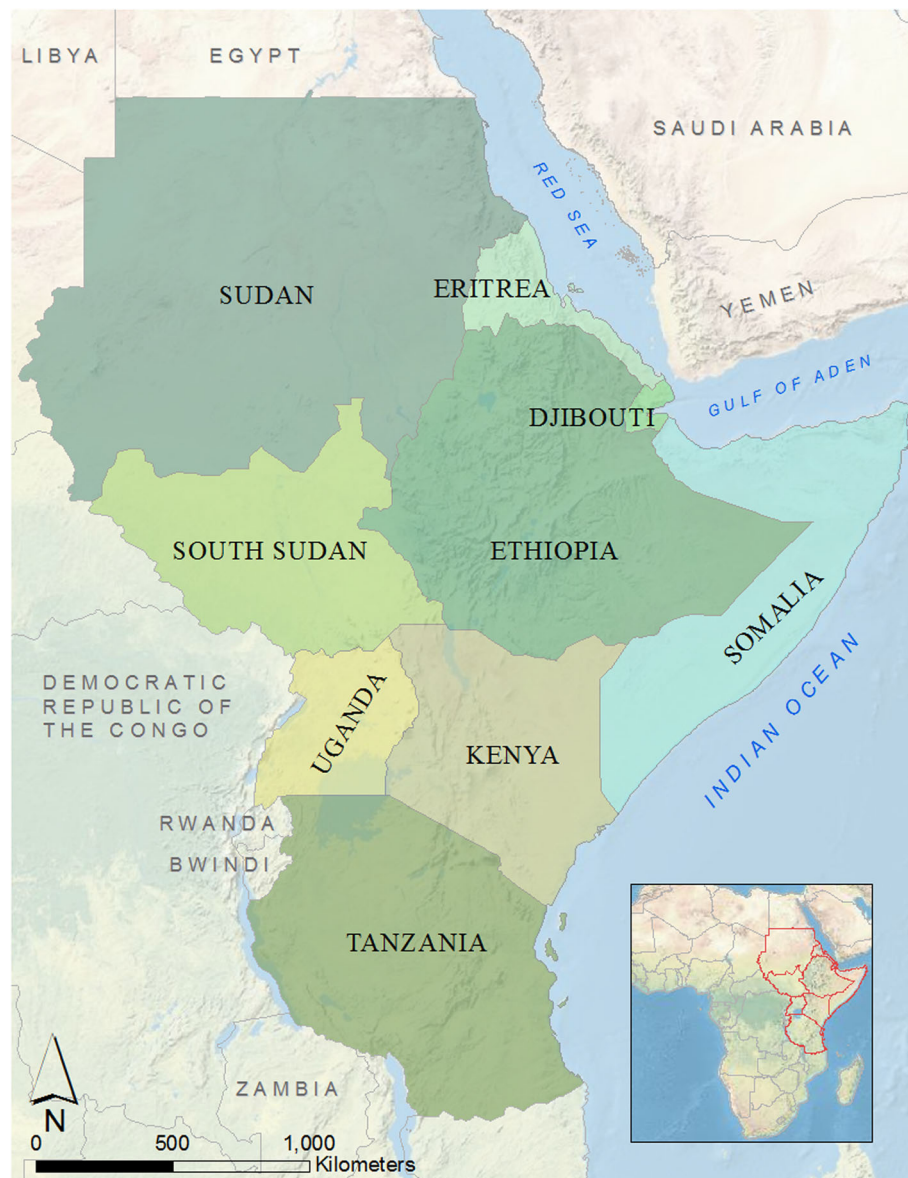 LIBYA
EGYPT
SAUDI ARABIA
RED SEA
SUDAN
ERITREA
YEMEN
GULF OF ADEN
DJIBOUTI
SOUTH SUDAN
ETHIOPIA
SOMALIA
DEMOCRATIC
REPUBLIC OF
THE CONGO
UGANDA
KENYA
INDIAN OCEAN
RWANDA
BWINDI
TANZANIA
ZAMBIA
N
0 500 1,000
Kilometers